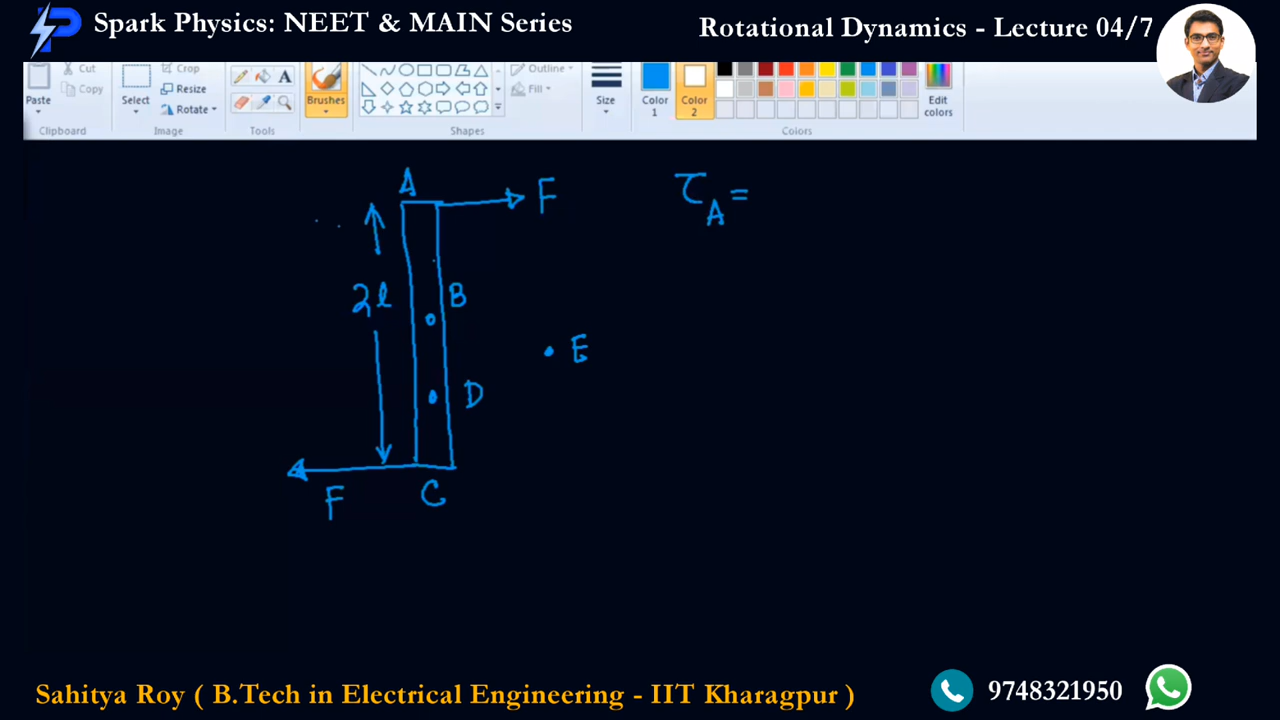 Spark Physics: NEET & MAIN Series
Rotational Dynamics - Lecture 04/7
Cut
Copy
Paste
Clipboard
Select
Crop
Resize
Rotate
Image
A
Tools
Brushes
Outline
Fill
Shapes
Size
Color 1
Color 2
Edit colors
Colors
A
F
τ_A =
2l
B
E
D
F
C
Sahitya Roy ( B.Tech in Electrical Engineering - IIT Kharagpur )
9748321950